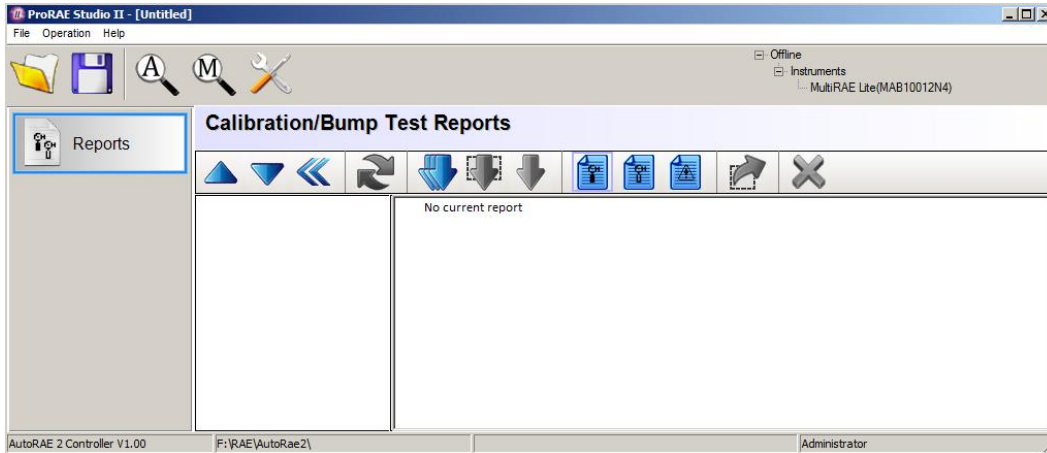 ProRAE Studio II - [Untitled]
File Operation Help
A M
Offline
Instruments
MultiRAE Lite(MAB10012N4)
Reports
Calibration/Bump Test Reports
No current report
AutoRAE 2 Controller V1.00 F:\RAE\AutoRae2\ Administrator